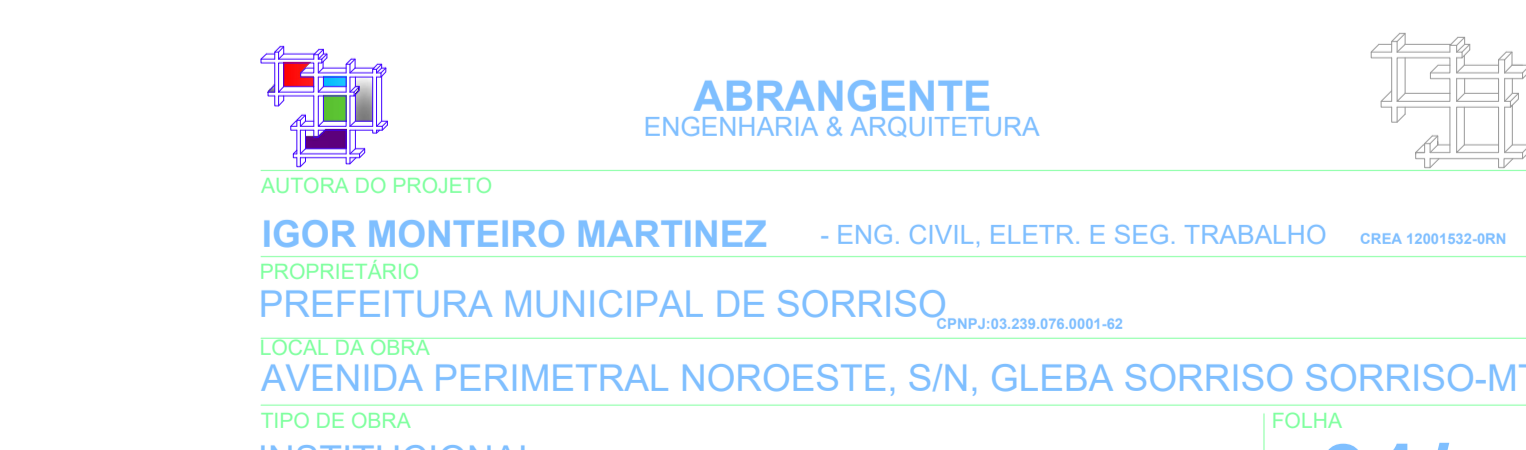 ABRANGENTE
ENGENHARIA & ARQUITETURA
AUTORA DO PROJETO
IGOR MONTEIRO MARTINEZ - ENG. CIVIL, ELETR. E SEG. TRABALHO CREA 12001532-0RN
PROPRIETÁRIO
PREFEITURA MUNICIPAL DE SORRISO
CPNPJ:03.239.076.0001-62
LOCAL DA OBRA
AVENIDA PERIMETRAL NOROESTE, S/N, GLEBA SORRISO SORRISO-MT
TIPO DE OBRA FOLHA
INSTITUCIONAL